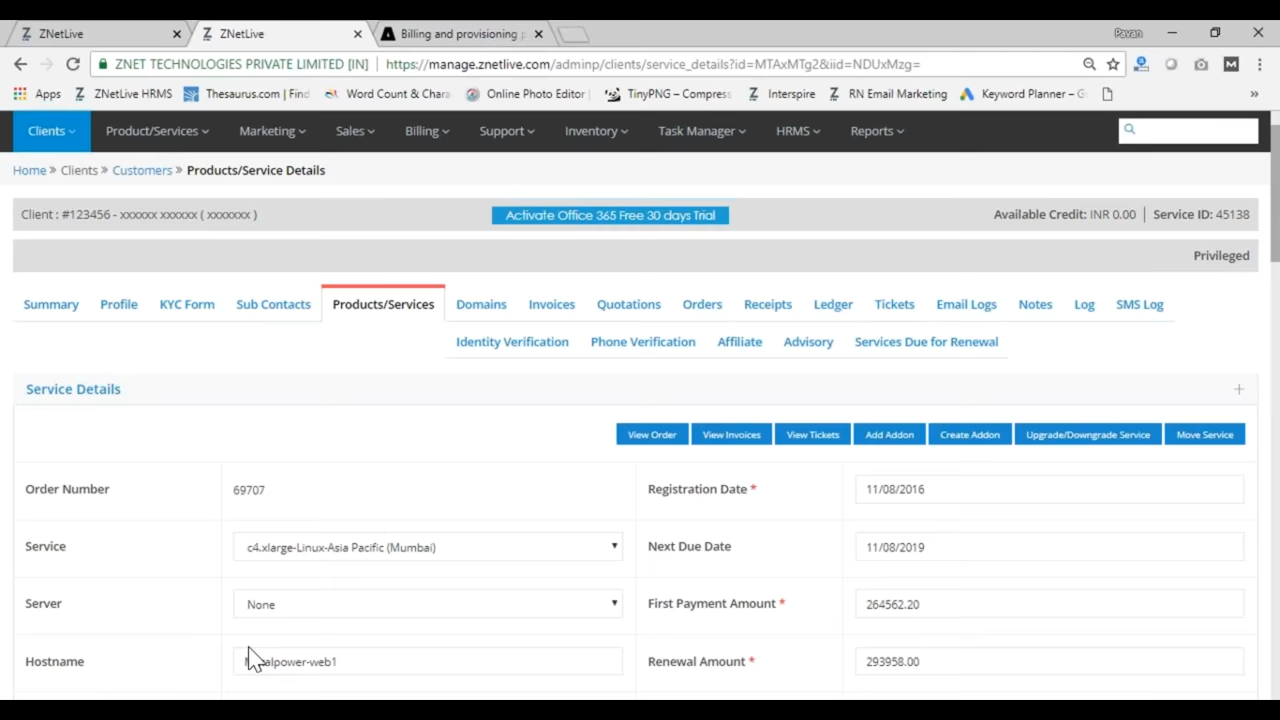 ZNetLive
ZNetLive
Billing and provisioning
Pavan
ZNET TECHNOLOGIES PRIVATE LIMITED [IN]
https://manage.znetlive.com/adminp/clients/service_details?id=MTAxMTg2&iid=NDUxMzg=
Apps
ZNetLive HRMS
Thesaurus.com | Find
Word Count & Chara
Online Photo Editor |
TinyPNG – Compress
Interspire
RN Email Marketing
Keyword Planner – G
»
Clients
Product/Services
Marketing
Sales
Billing
Support
Inventory
Task Manager
HRMS
Reports
Home » Clients » Customers » Products/Service Details
Client : #123456 - xxxxxx xxxxxx ( xxxxxxx )
Activate Office 365 Free 30 days Trial
Available Credit: INR 0.00 | Service ID: 45138
Privileged
Summary
Profile
KYC Form
Sub Contacts
Products/Services
Domains
Invoices
Quotations
Orders
Receipts
Ledger
Tickets
Email Logs
Notes
Log
SMS Log
Identity Verification
Phone Verification
Affiliate
Advisory
Services Due for Renewal
Service Details
+
View Order
View Invoices
View Tickets
Add Addon
Create Addon
Upgrade/Downgrade Service
Move Service
Order Number
69707
Registration Date *
11/08/2016
Service
c4.xlarge-Linux-Asia Pacific (Mumbai)
Next Due Date
11/08/2019
Server
None
First Payment Amount *
264562.20
Hostname
Renewal Amount *
293958.00